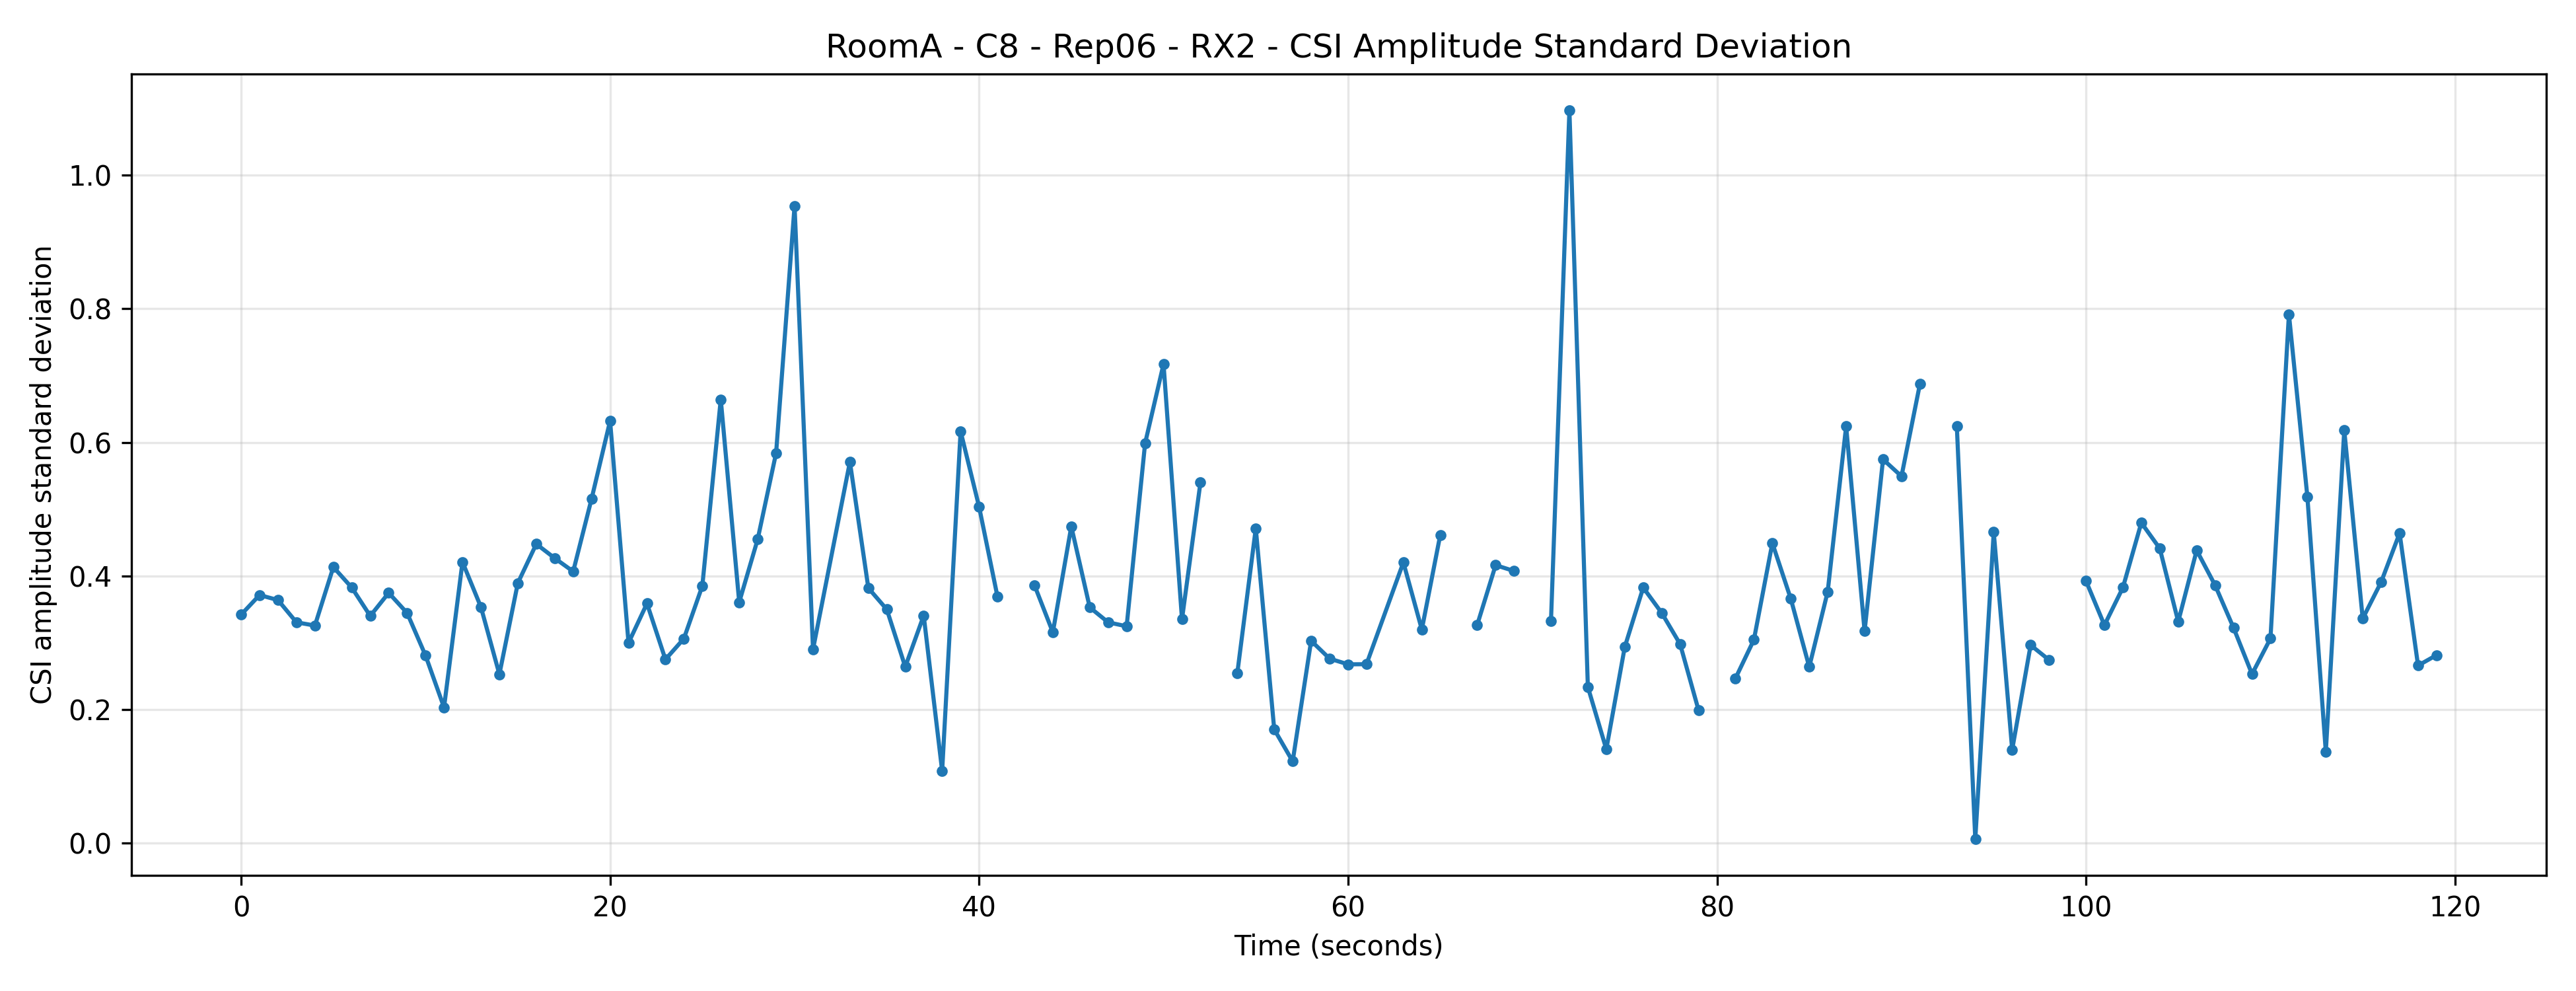 RoomA - C8 - Rep06 - RX2 - CSI Amplitude Standard Deviation
CSI amplitude standard deviation
1.0
0.8
0.6
0.4
0.2
0.0
0 20 40 60 80 100 120
Time (seconds)